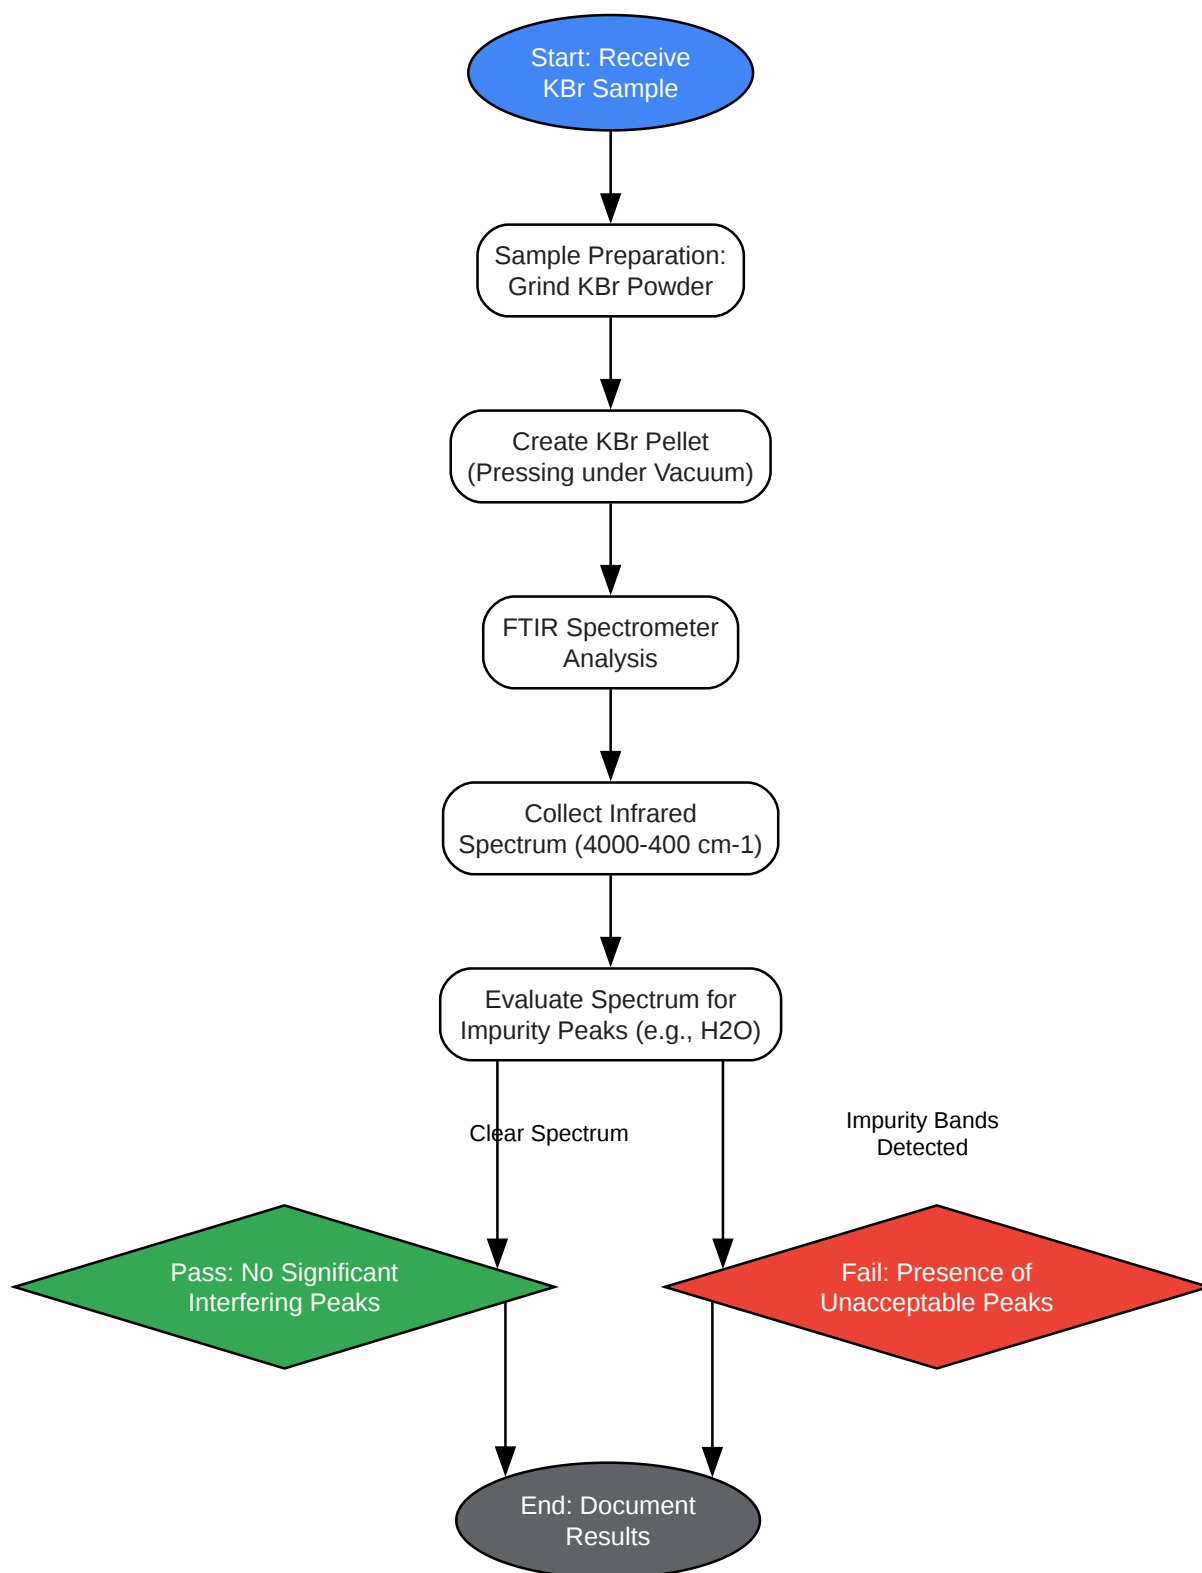 Start: Receive
KBr Sample
Sample Preparation:
Grind KBr Powder
Create KBr Pellet
(Pressing under Vacuum)
FTIR Spectrometer
Analysis
Collect Infrared
Spectrum (4000-400 cm-1)
Evaluate Spectrum for
Impurity Peaks (e.g., H2O)
Clear Spectrum
Impurity Bands
Detected
Pass: No Significant
Interfering Peaks
Fail: Presence of
Unacceptable Peaks
End: Document
Results